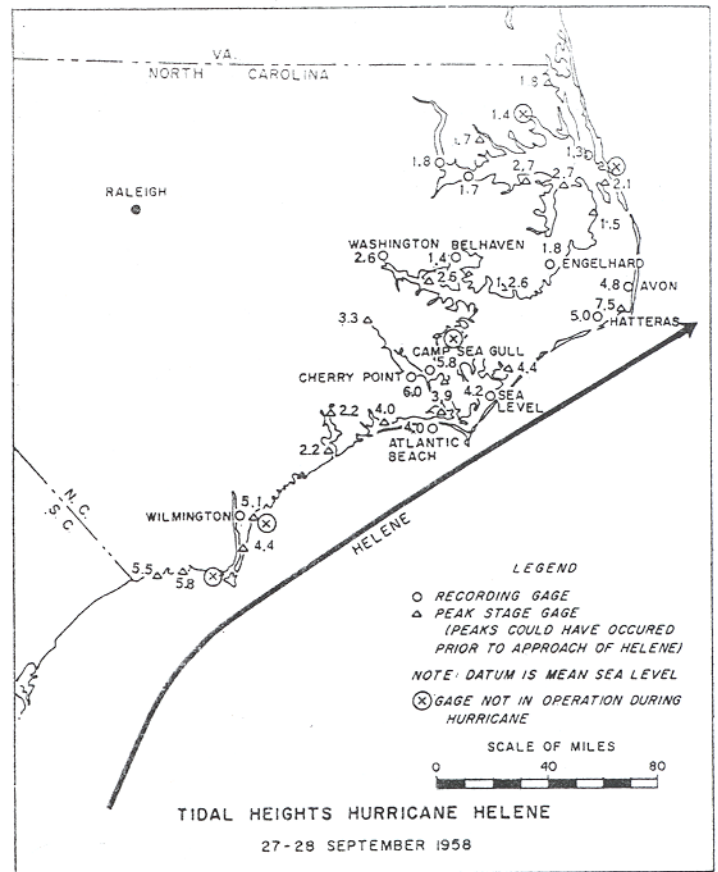 VA.
NORTH CAROLINA
1.8
1.4
1.7
1.8
1.3
2.7
2.7
2.1
1.7
RALEIGH
1.5
WASHINGTON BELHAVEN
1.8
2.6
1.4
ENGELHARD
2.6
2.6
4.8 AVON
7.5
3.3
5.0
HATTERAS
CAMP SEA GULL
5.8
4.4
CHERRY POINT
6.0
3.9
4.2 SEA
LEVEL
2.2
4.0
4.0
ATLANTIC
BEACH
2.2
N.C.
S.C.
WILMINGTON
5.1
4.4
HELENE
5.5
5.8
LEGEND
RECORDING GAGE
PEAK STAGE GAGE
(PEAKS COULD HAVE OCCURED
PRIOR TO APPROACH OF HELENE)
NOTE: DATUM IS MEAN SEA LEVEL
GAGE NOT IN OPERATION DURING
HURRICANE
SCALE OF MILES
0 40 80
TIDAL HEIGHTS HURRICANE HELENE
27-28 SEPTEMBER 1958